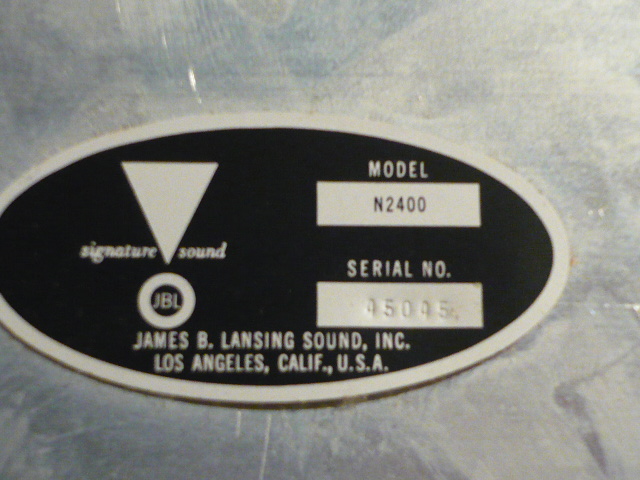 MODEL
N2400
signature sound
SERIAL NO.
45045
JBL
JAMES B. LANSING SOUND, INC.
LOS ANGELES, CALIF., U.S.A.